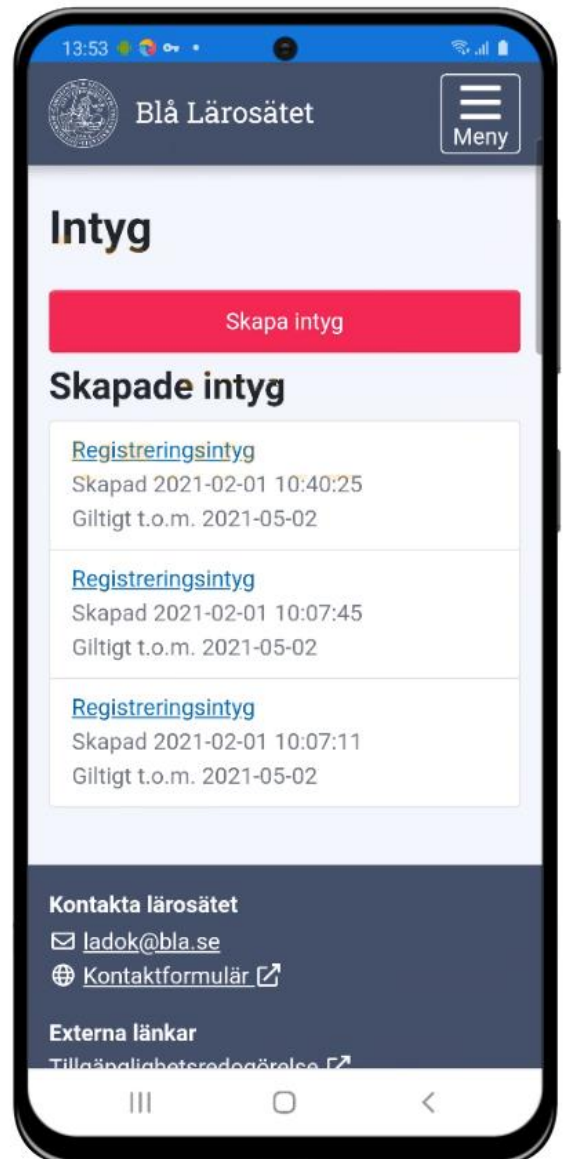 13:53
Blå Lärosätet
Meny
Intyg
Skapa intyg
Skapade intyg
Registreringsintyg
Skapad 2021-02-01 10:40:25
Giltigt t.o.m. 2021-05-02
Registreringsintyg
Skapad 2021-02-01 10:07:45
Giltigt t.o.m. 2021-05-02
Registreringsintyg
Skapad 2021-02-01 10:07:11
Giltigt t.o.m. 2021-05-02
Kontakta lärosätet
ladok@bla.se
Kontaktformulär
Externa länkar
Tillgänglighetsredogörelse